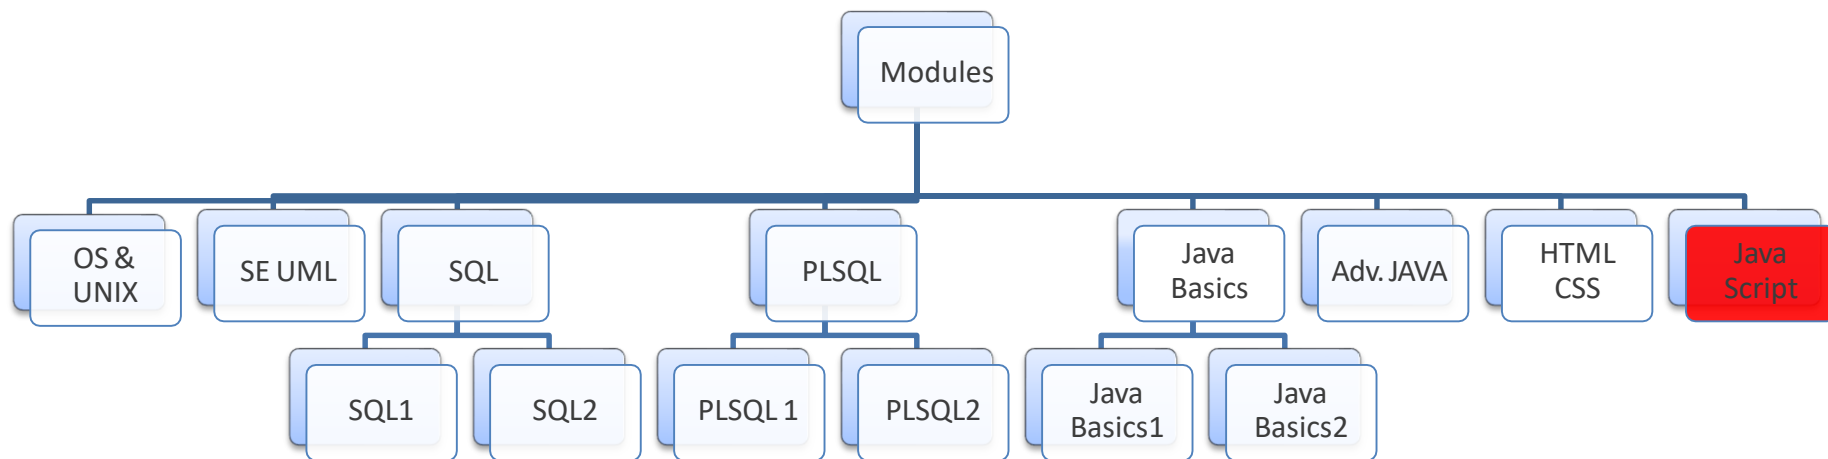 Modules
OS &
UNIX
SE UML
SQL
PLSQL
Java
Basics
Adv. JAVA
HTML
CSS
Java
Script
SQL1
SQL2
PLSQL 1
PLSQL2
Java
Basics1
Java
Basics2